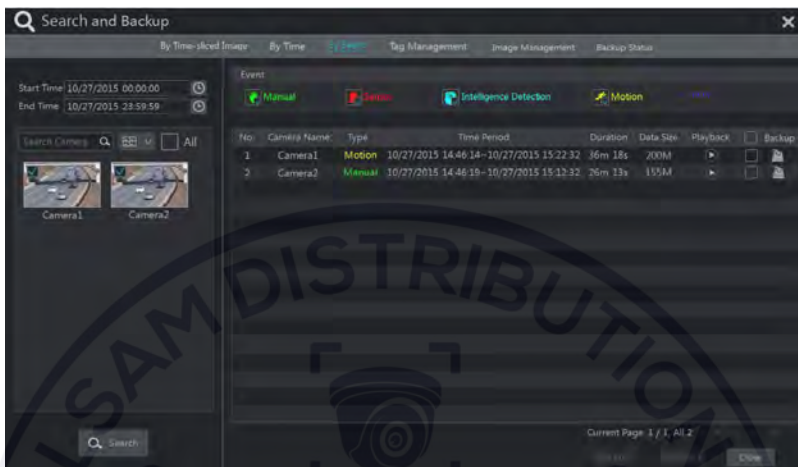 Search and Backup
By Time-sliced Image By Time By Event Tag Management Image Management Backup Status
Start Time 10/27/2015 00:00:00
End Time 10/27/2015 23:59:59
Search Camera All
Camera1 Camera2
Search
Event
Manual Sensor Intelligence Detection Motion
No. Camera Name Type Time Period Duration Data Size Playback Backup
1 Camera1 Motion 10/27/2015 14:46:14--10/27/2015 15:22:32 36m 18s 200M
2 Camera2 Manual 10/27/2015 14:46:19--10/27/2015 15:12:32 26m 13s 155M
Current Page 1 / 1, All 2
Close
SAM DISTRIBUTION